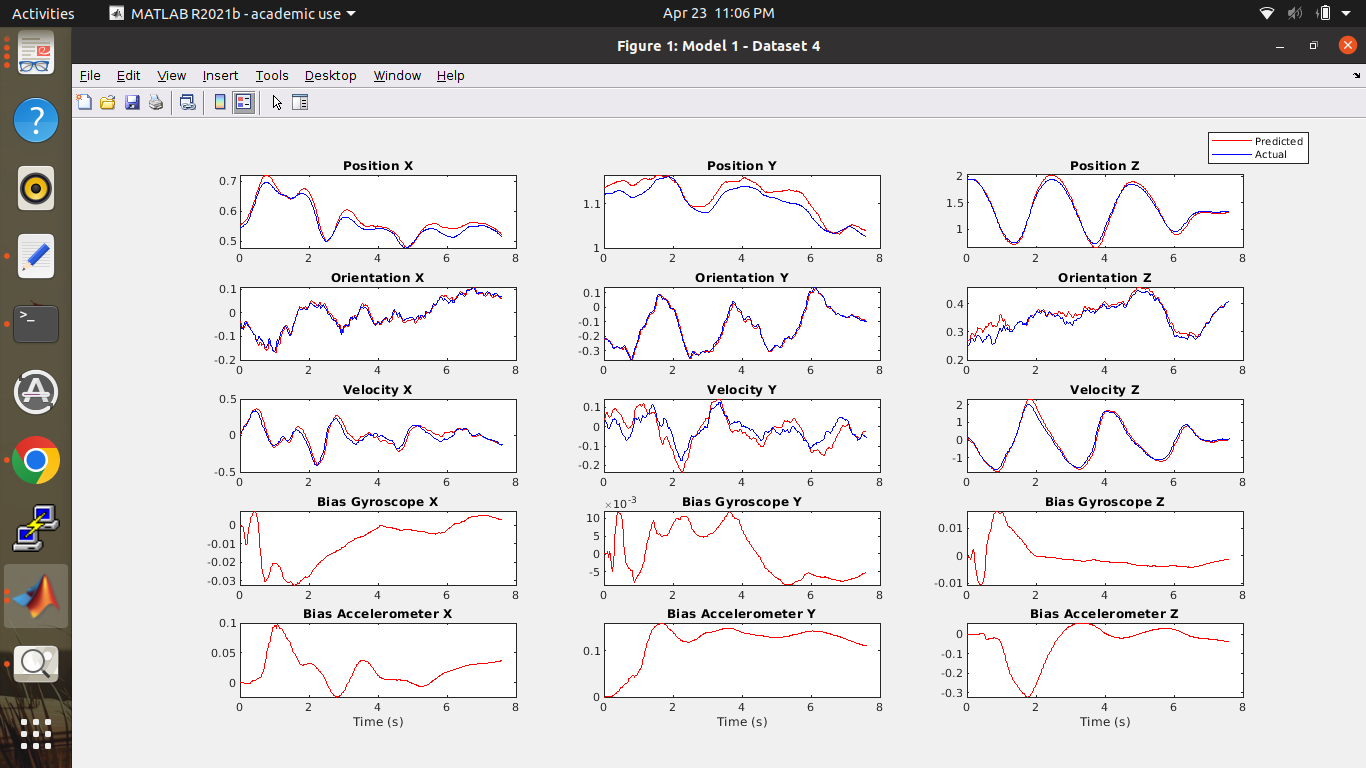 Activities MATLAB R2021b - academic use Apr 23 11:06 PM
Figure 1: Model 1 - Dataset 4
File Edit View Insert Tools Desktop Window Help
Predicted
Actual
Position X Position Y Position Z
0.7 0.6 0.5 1.1 1 2 1.5 1
0 2 4 6 8 0 2 4 6 8 0 2 4 6 8
Orientation X Orientation Y Orientation Z
0.1 0 -0.1 -0.2 0.1 0 -0.1 -0.2 -0.3 0.4 0.3 0.2
0 2 4 6 8 0 2 4 6 8 0 2 4 6 8
Velocity X Velocity Y Velocity Z
0.5 0 -0.5 0.1 0 -0.1 -0.2 2 1 0 -1
0 2 4 6 8 0 2 4 6 8 0 2 4 6 8
Bias Gyroscope X Bias Gyroscope Y Bias Gyroscope Z
×10-3
0 -0.01 -0.02 -0.03 10 5 0 -5 0.01 0 -0.01
0 2 4 6 8 0 2 4 6 8 0 2 4 6 8
Bias Accelerometer X Bias Accelerometer Y Bias Accelerometer Z
0.1 0.05 0 0.1 0 0 -0.1 -0.2 -0.3
0 2 4 6 8 0 2 4 6 8 0 2 4 6 8
Time (s) Time (s) Time (s)